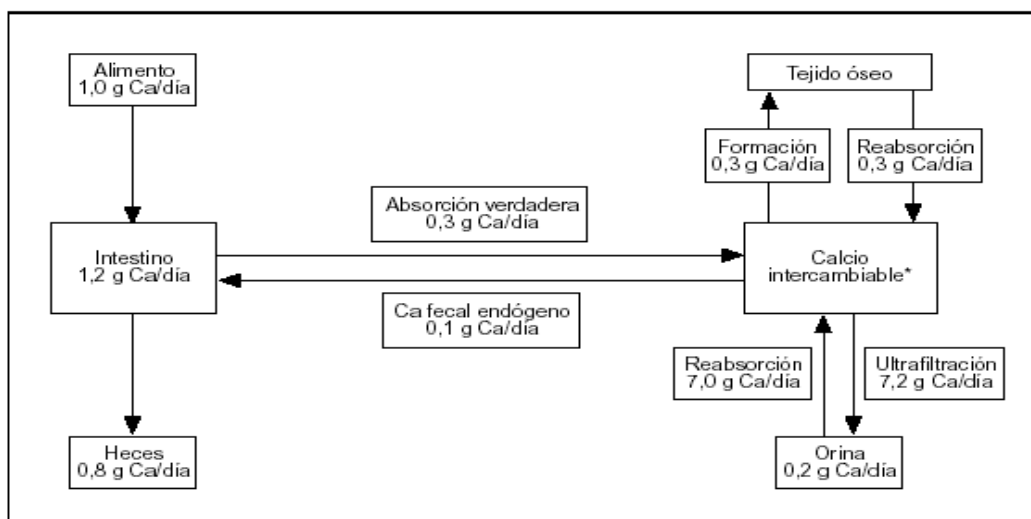 Alimento
1,0 g Ca/día
Tejido óseo
Formación
0,3 g Ca/día
Reabsorción
0,3 g Ca/día
Absorción verdadera
0,3 g Ca/día
Intestino
1,2 g Ca/día
Calcio
intercambiable*
Ca fecal endógeno
0,1 g Ca/día
Reabsorción
7,0 g Ca/día
Ultrafiltración
7,2 g Ca/día
Heces
0,8 g Ca/día
Orina
0,2 g Ca/día